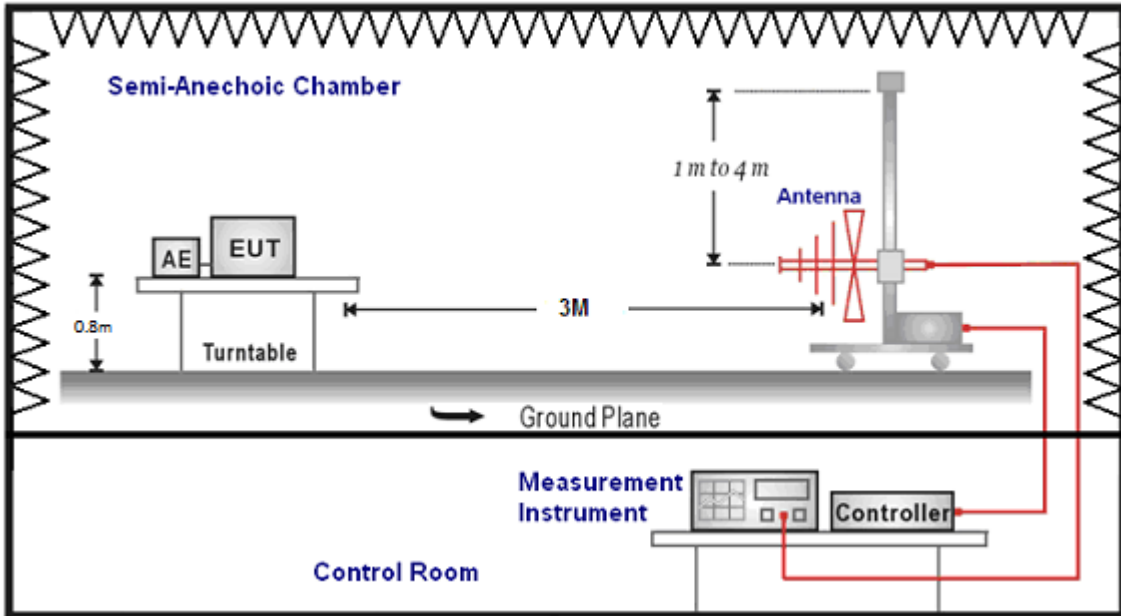 Semi-Anechoic Chamber
1 m to 4 m
Antenna
AE
EUT
3M
0.8m
Turntable
Ground Plane
Measurement
Instrument
Controller
Control Room